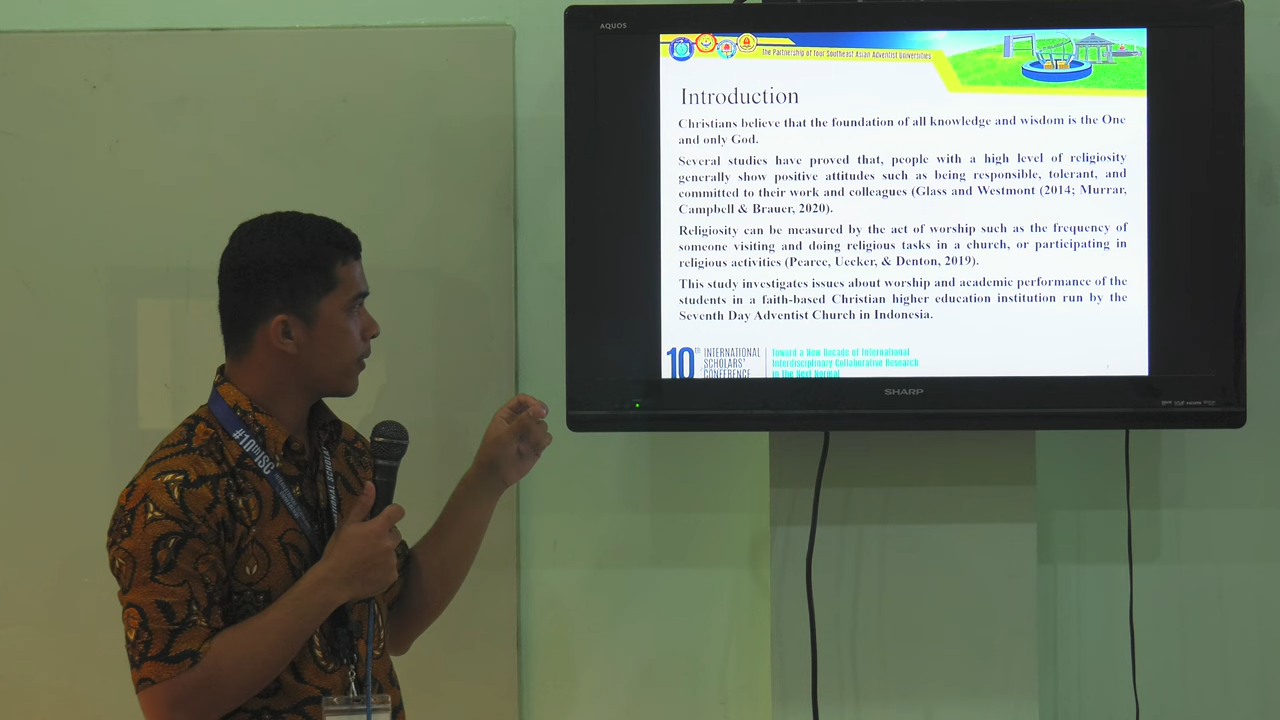 AQUOS
The Partnership of four Southeast Asian Adventist Universities
Introduction
Christians believe that the foundation of all knowledge and wisdom is the One
and only God.
Several studies have proved that, people with a high level of religiosity
generally show positive attitudes such as being responsible, tolerant, and
committed to their work and colleagues (Glass and Westmont (2014; Murrar,
Campbell & Brauer, 2020).
Religiosity can be measured by the act of worship such as the frequency of
someone visiting and doing religious tasks in a church, or participating in
religious activities (Pearce, Uecker, & Denton, 2019).
This study investigates issues about worship and academic performance of the
students in a faith-based Christian higher education institution run by the
Seventh Day Adventist Church in Indonesia.
10TH INTERNATIONAL
SCHOLARS'
CONFERENCE
Toward a New Decade of International
Interdisciplinary Collaborative Research
in the Next Normal
SHARP
#10thISC